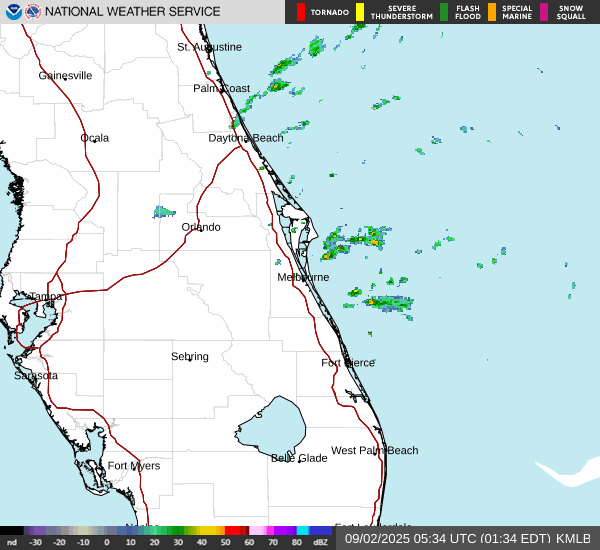 NATIONAL WEATHER SERVICE
TORNADO
SEVERE
THUNDERSTORM
FLASH
FLOOD
SPECIAL
MARINE
SNOW
SQUALL
St. Augustine
Gainesville
Palm Coast
Ocala
Daytona Beach
Orlando
Melbourne
Tampa
Sebring
Fort Pierce
Sarasota
West Palm Beach
Belle Glade
Fort Myers
Fort Lauderdale
nd -30 -20 -10 0 10 20 30 40 50 60 70 80 dBZ
09/02/2025 05:34 UTC (01:34 EDT) KMLB